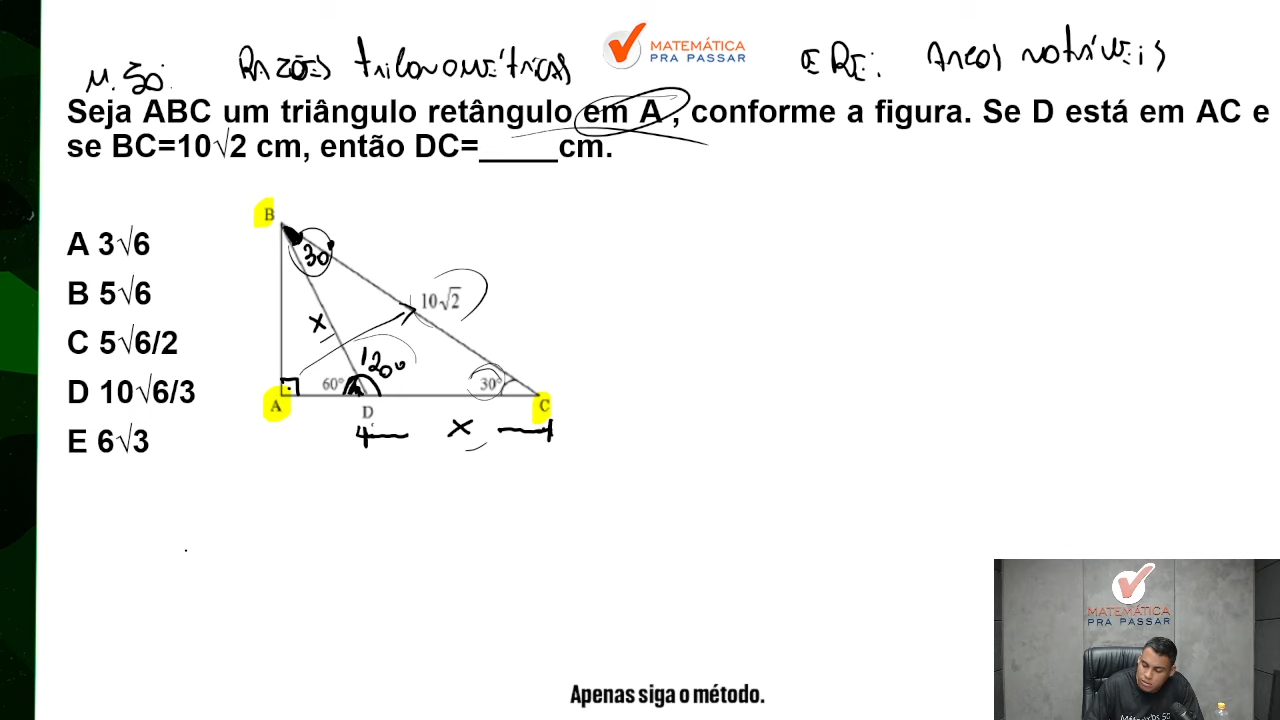 M. 50:
RAZÕES trigonométricas
MATEMÁTICA
PRA PASSAR
ERE:
Arcos notáveis
Seja ABC um triângulo retângulo em A , conforme a figura. Se D está em AC e
se BC=10√2 cm, então DC=_____cm.
A 3√6
B 5√6
C 5√6/2
D 10√6/3
E 6√3
B
30
10√2
x
120°
60°
30°
A
D
C
x
MATEMÁTICA
PRA PASSAR
Apenas siga o método.